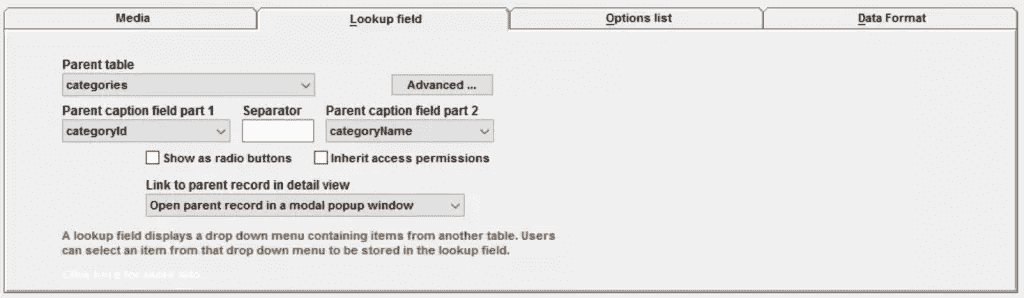 Media
Lookup field
Options list
Data Format
Parent table
categories
Advanced ...
Parent caption field part 1
Separator
Parent caption field part 2
categoryId
categoryName
Show as radio buttons
Inherit access permissions
Link to parent record in detail view
Open parent record in a modal popup window
A lookup field displays a drop down menu containing items from another table. Users
can select an item from that drop down menu to be stored in the lookup field.